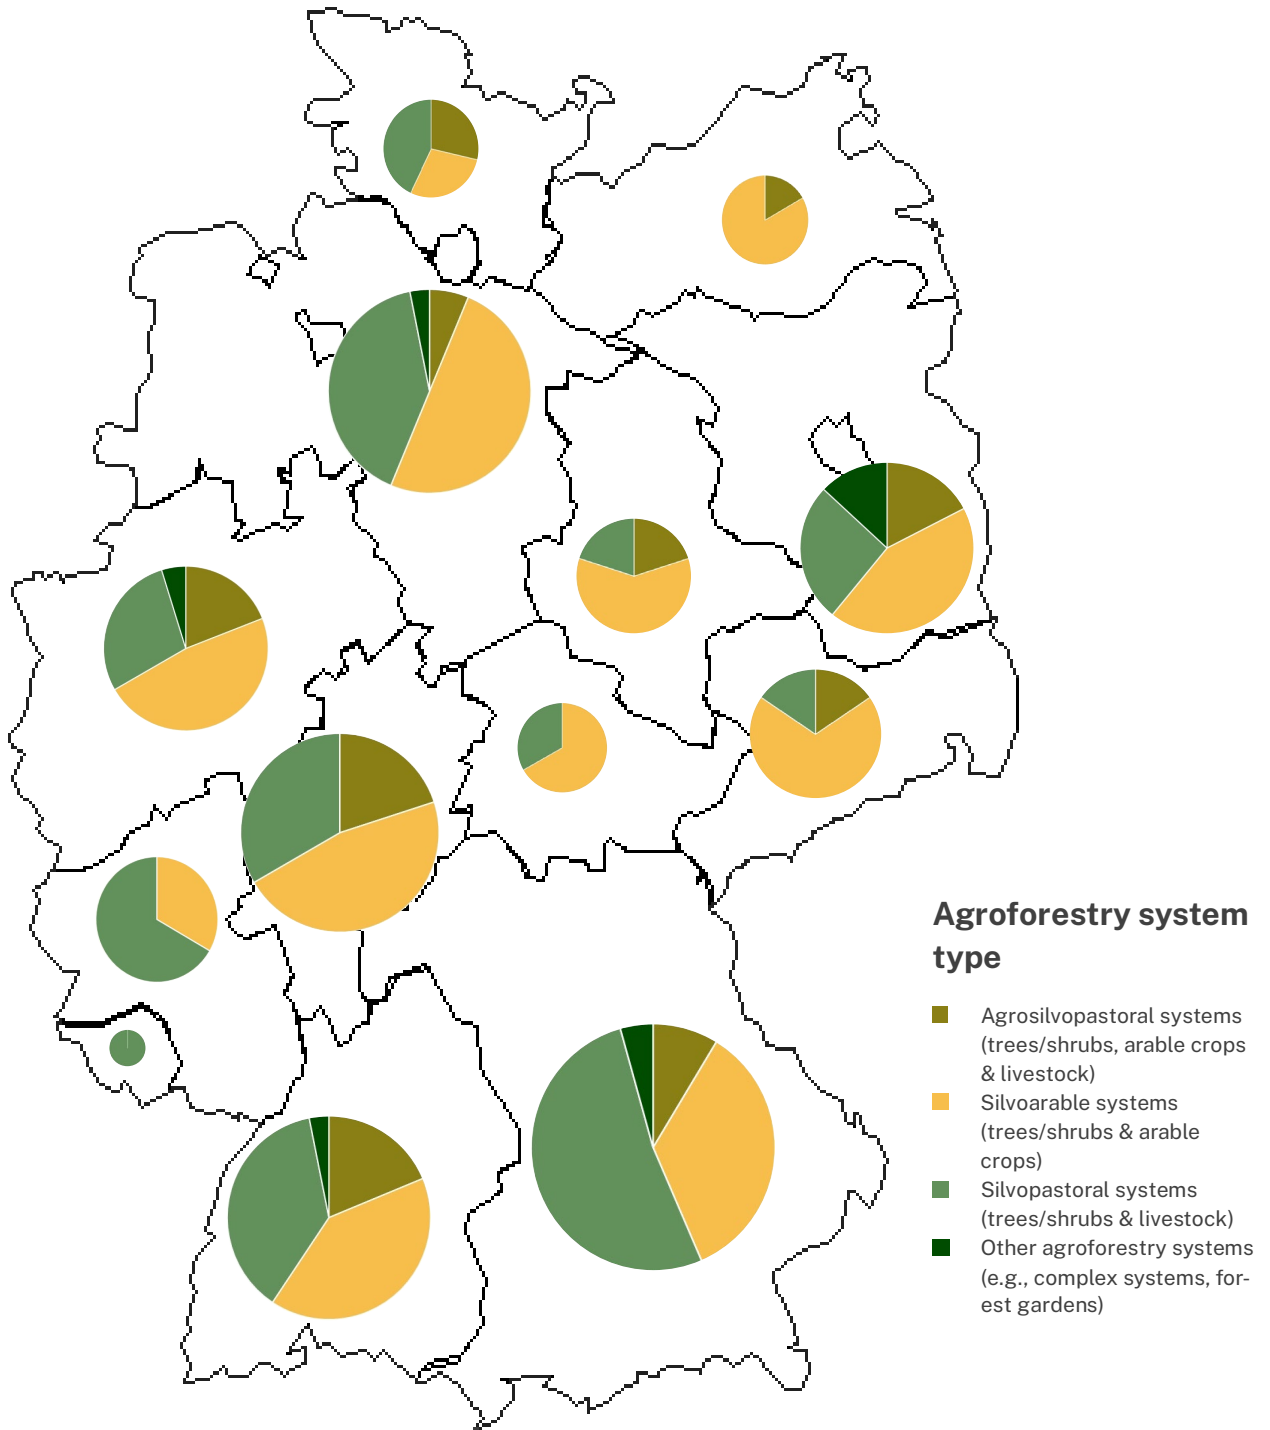 Agroforestry system
type
Agrosilvopastoral systems
(trees/shrubs, arable crops
& livestock)
Silvoarable systems
(trees/shrubs & arable
crops)
Silvopastoral systems
(trees/shrubs & livestock)
Other agroforestry systems
(e.g., complex systems, for-
est gardens)